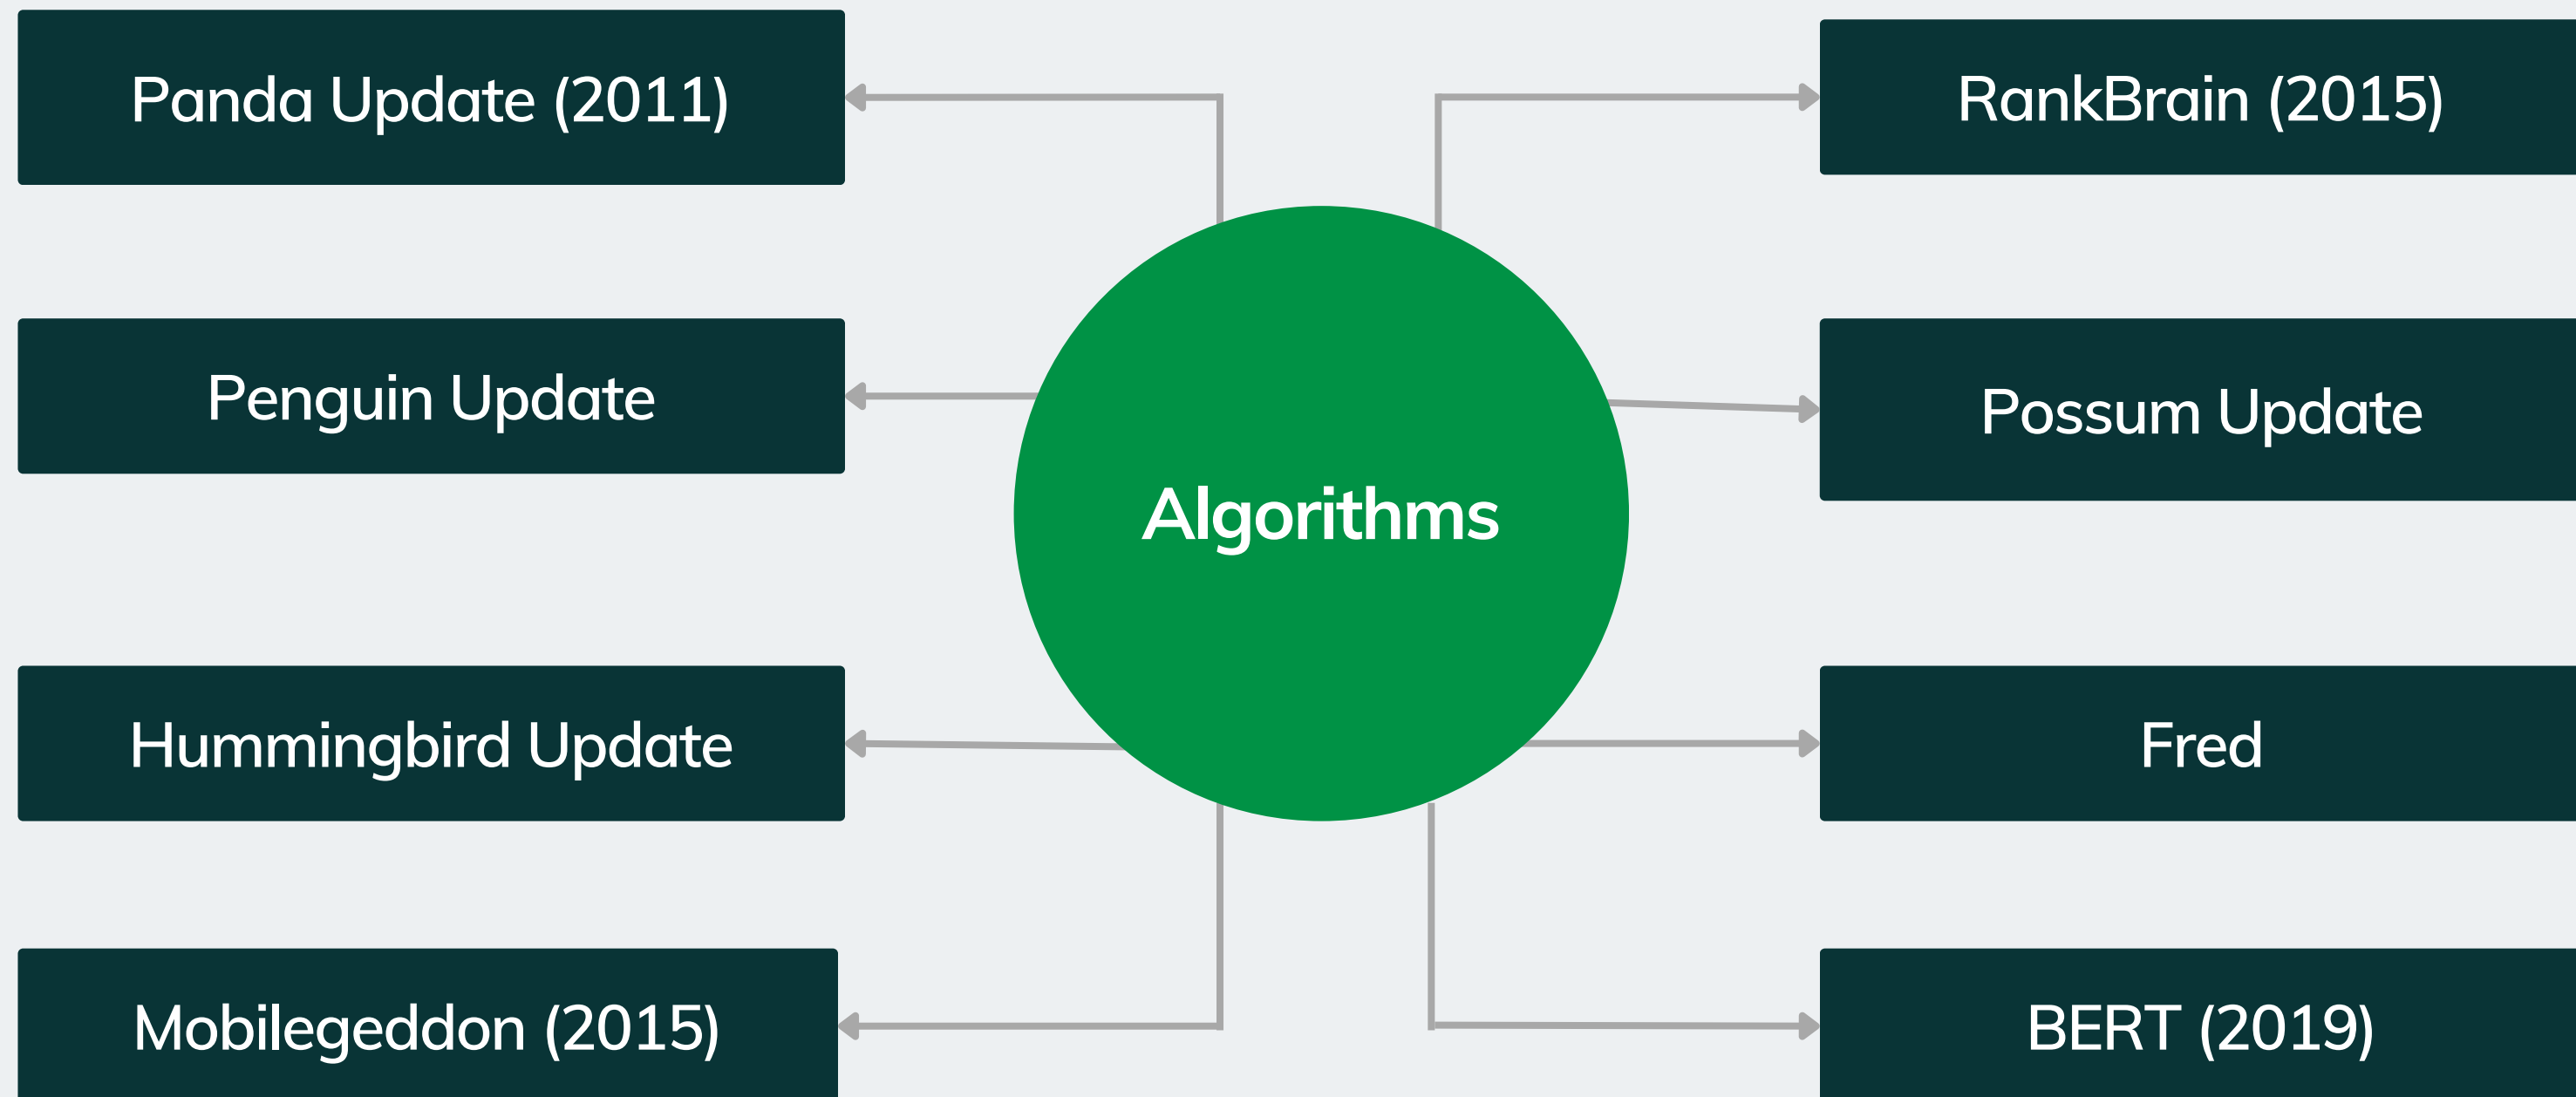 Panda Update (2011)
RankBrain (2015)
Penguin Update
Possum Update
Algorithms
Hummingbird Update
Fred
Mobilegeddon (2015)
BERT (2019)